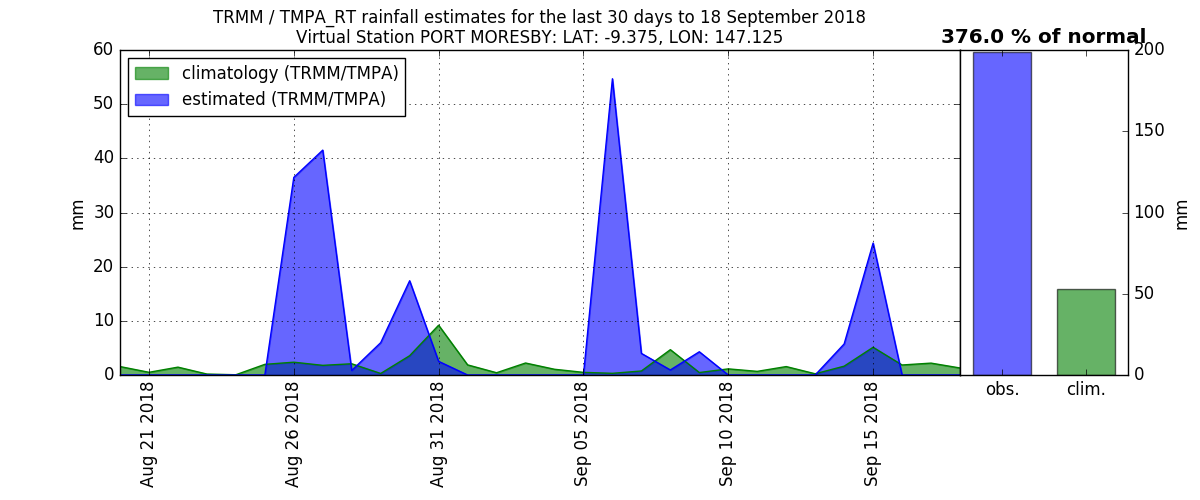 TRMM / TMPA_RT rainfall estimates for the last 30 days to 18 September 2018
Virtual Station PORT MORESBY: LAT: -9.375, LON: 147.125
376.0 % of normal
climatology (TRMM/TMPA)
estimated (TRMM/TMPA)
60
50
40
30
20
10
0
mm
Aug 21 2018
Aug 26 2018
Aug 31 2018
Sep 05 2018
Sep 10 2018
Sep 15 2018
200
150
100
50
0
mm
obs.
clim.